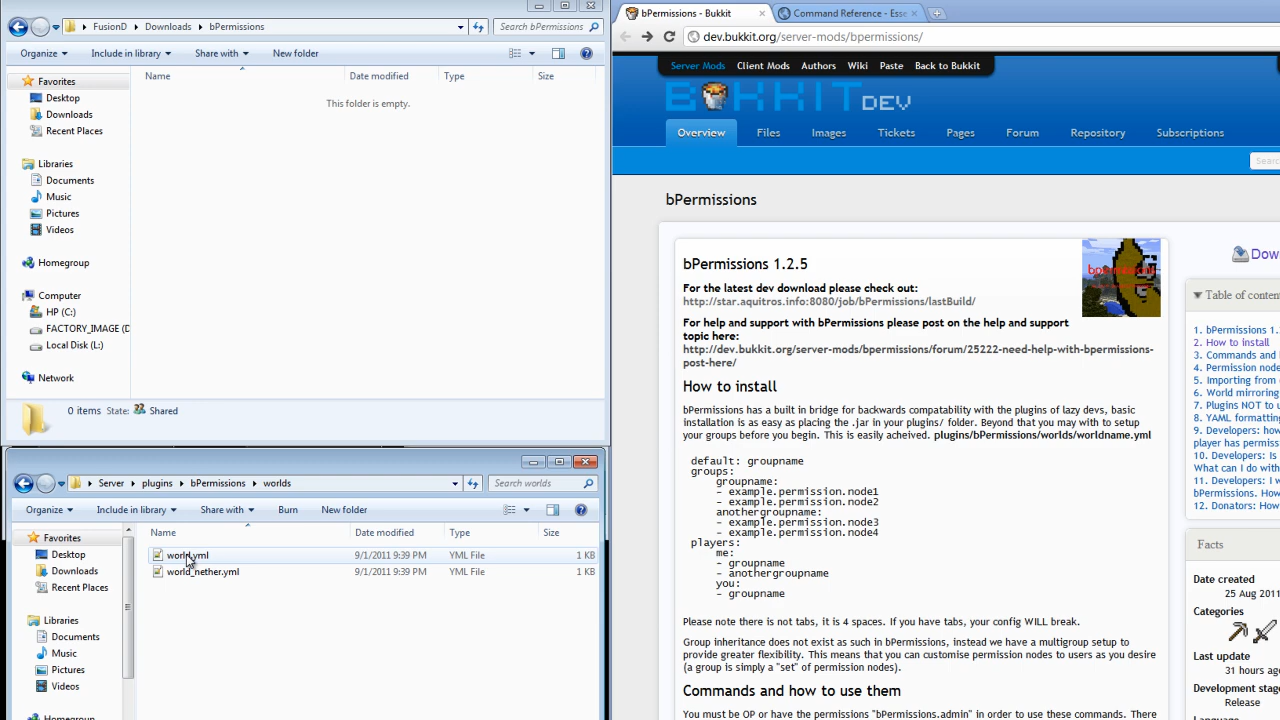 FusionD Downloads bPermissions
Search bPermissions
Organize Include in library Share with New folder
Favorites
Desktop
Downloads
Recent Places
Libraries
Documents
Music
Pictures
Videos
Homegroup
Computer
HP (C:)
FACTORY_IMAGE (D
Local Disk (L:)
Network
Name Date modified Type Size
This folder is empty.
0 items State: Shared
Server plugins bPermissions worlds
Search worlds
Organize Include in library Share with Burn New folder
Favorites
Desktop
Downloads
Recent Places
Libraries
Documents
Music
Pictures
Videos
Homegroup
Name Date modified Type Size
world.yml 9/1/2011 9:39 PM YML File 1 KB
world_nether.yml 9/1/2011 9:39 PM YML File 1 KB
bPermissions - Bukkit
Command Reference - Esse
dev.bukkit.org/server-mods/bpermissions/
Server Mods Client Mods Authors Wiki Paste Back to Bukkit
BUKKIT DEV
Overview Files Images Tickets Pages Forum Repository Subscriptions
Searc
bPermissions
bPermissions 1.2.5
bpermissions
For the latest dev download please check out:
http://star.aquitros.info:8080/job/bPermissions/lastBuild/
For help and support with bPermissions please post on the help and support
topic here:
http://dev.bukkit.org/server-mods/bpermissions/forum/25222-need-help-with-bpermissions-
post-here/
How to install
bPermissions has a built in bridge for backwards compatability with the plugins of lazy devs, basic
installation is as easy as placing the .jar in your plugins/ folder. Beyond that you may with to setup
your groups before you begin. This is easily acheived. plugins/bPermissions/worlds/worldname.yml
default: groupname
groups:
groupname:
- example.permission.node1
- example.permission.node2
anothergroupname:
- example.permission.node3
- example.permission.node4
players:
me:
- groupname
- anothergroupname
you:
- groupname
Please note there is not tabs, it is 4 spaces. If you have tabs, your config WILL break.
Group inheritance does not exist as such in bPermissions, instead we have a multigroup setup to
provide greater flexibility. This means that you can customise permission nodes to users as you desire
(a group is simply a "set" of permission nodes).
Commands and how to use them
You must be OP or have the permissions "bPermissions.admin" in order to use these commands. There
Dow
Table of conten
1. bPermissions 1.
2. How to install
3. Commands and
4. Permission node
5. Importing from
6. World mirroring
7. Plugins NOT to u
8. YAML formatting
9. Developers: how
player has permiss
10. Developers: Is
What can I do with
11. Developers: I w
bPermissions. How
12. Donators: How
Facts
Date created
25 Aug 2011
Categories
Last update
31 hours ago
Development stage
Release
Language